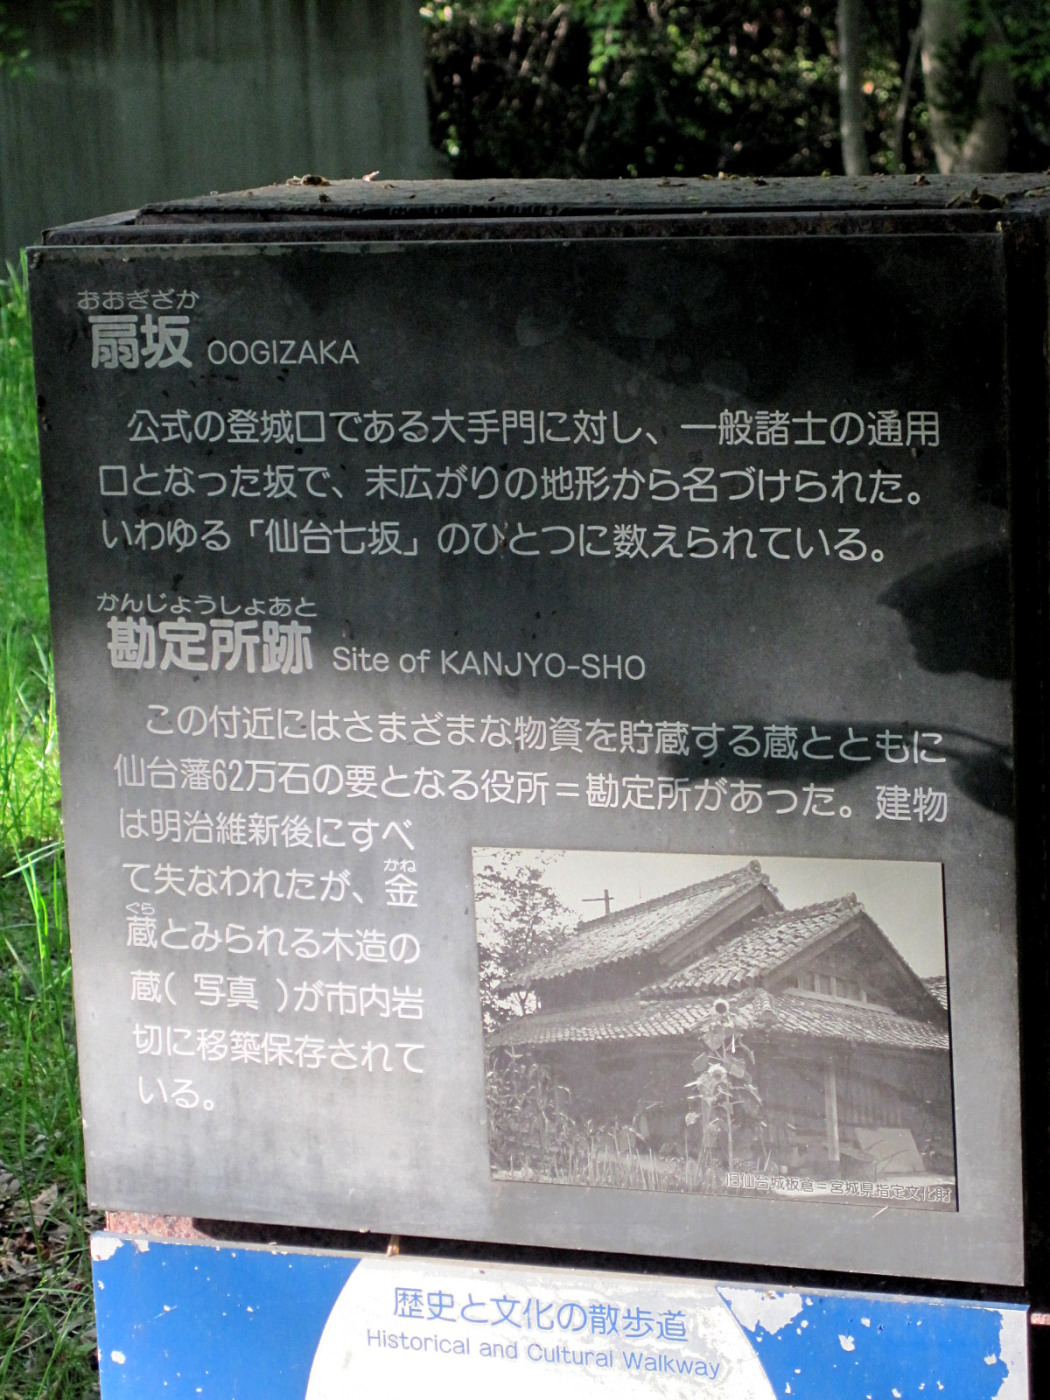 おおぎざか
扇坂 OOGIZAKA
公式の登城口である大手門に対し、一般諸士の通用
口となった坂で、末広がりの地形から名づけられた。
いわゆる「仙台七坂」のひとつに数えられている。
かんじょうしょあと
勘定所跡 Site of KANJYO-SHO
この付近にはさまざまな物資を貯蔵する蔵とともに
仙台藩62万石の要となる役所＝勘定所があった。建物
は明治維新後にすべ
かね
て失なわれたが、金
くら
蔵とみられる木造の
蔵( 写真 )が市内岩
切に移築保存されて
いる。
旧仙台城板倉＝宮城県指定文化財
歴史と文化の散歩道
Historical and Cultural Walkway